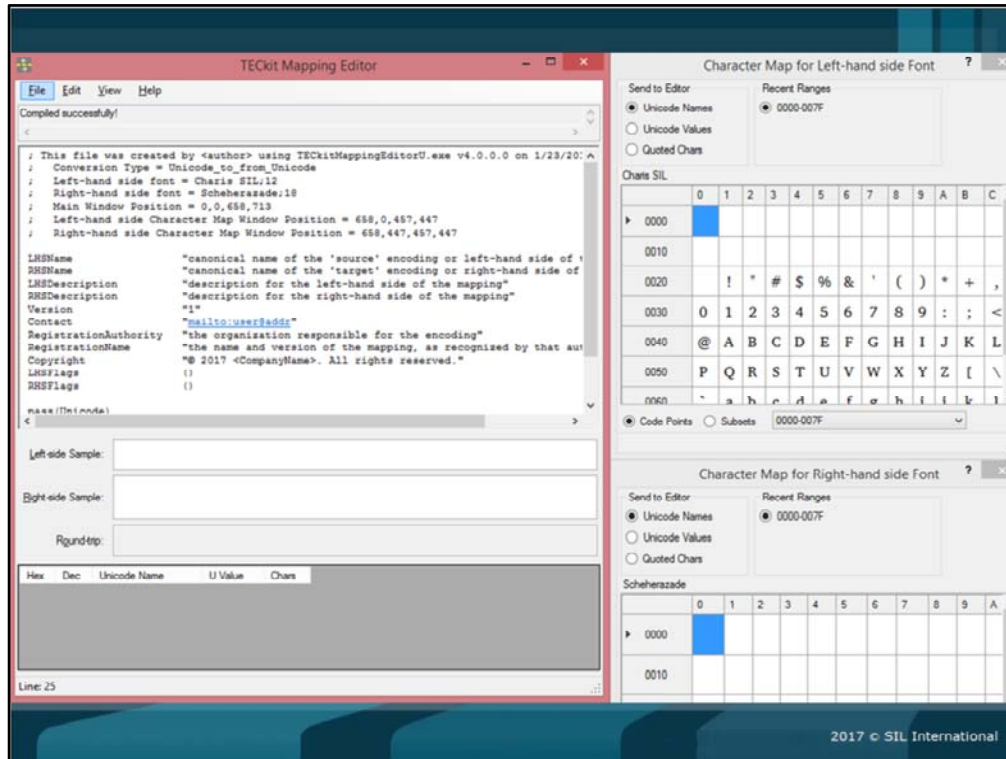 TECkit Mapping Editor
File Edit View Help
Compiled successfully!
; This file was created by <author> using TECkitMappingEditorU.exe v4.0.0.0 on 1/23/201
; Conversion Type = Unicode_to_from_Unicode
; Left-hand side font = Charis SIL;12
; Right-hand side font = Scheherazade;18
; Main Window Position = 0,0,658,713
; Left-hand side Character Map Window Position = 658,0,457,447
; Right-hand side Character Map Window Position = 658,447,457,447
LHSName "canonical name of the 'source' encoding or left-hand side of
RHSName "canonical name of the 'target' encoding or right-hand side of
LHSDescription "description for the left-hand side of the mapping"
RHSDescription "description for the right-hand side of the mapping"
Version "1"
Contact "mailto:user@addr"
RegistrationAuthority "the organization responsible for the encoding"
RegistrationName "the name and version of the mapping, as recognized by that
Copyright "© 2017 <CompanyName>. All rights reserved."
LHSFlags ()
RHSFlags ()
pass(Unicode)
Left-side Sample:
Right-side Sample:
Round-trip:
Hex Dec Unicode Name U Value Chars
Line: 25
Character Map for Left-hand side Font ?
Send to Editor Recent Ranges
Unicode Names 0000-007F
Unicode Values
Quoted Chars
Charis SIL
0 1 2 3 4 5 6 7 8 9 A B C
0000
0010
0020 ! " # $ % & ' ( ) * + ,
0030 0 1 2 3 4 5 6 7 8 9 : ; <
0040 @ A B C D E F G H I J K L
0050 P Q R S T U V W X Y Z [ \
0060 ` a b c d e f g h i j k l
Code Points Subsets 0000-007F
Character Map for Right-hand side Font ?
Send to Editor Recent Ranges
Unicode Names 0000-007F
Unicode Values
Quoted Chars
Scheherazade
0 1 2 3 4 5 6 7 8 9 A
0000
0010
2017 © SIL International